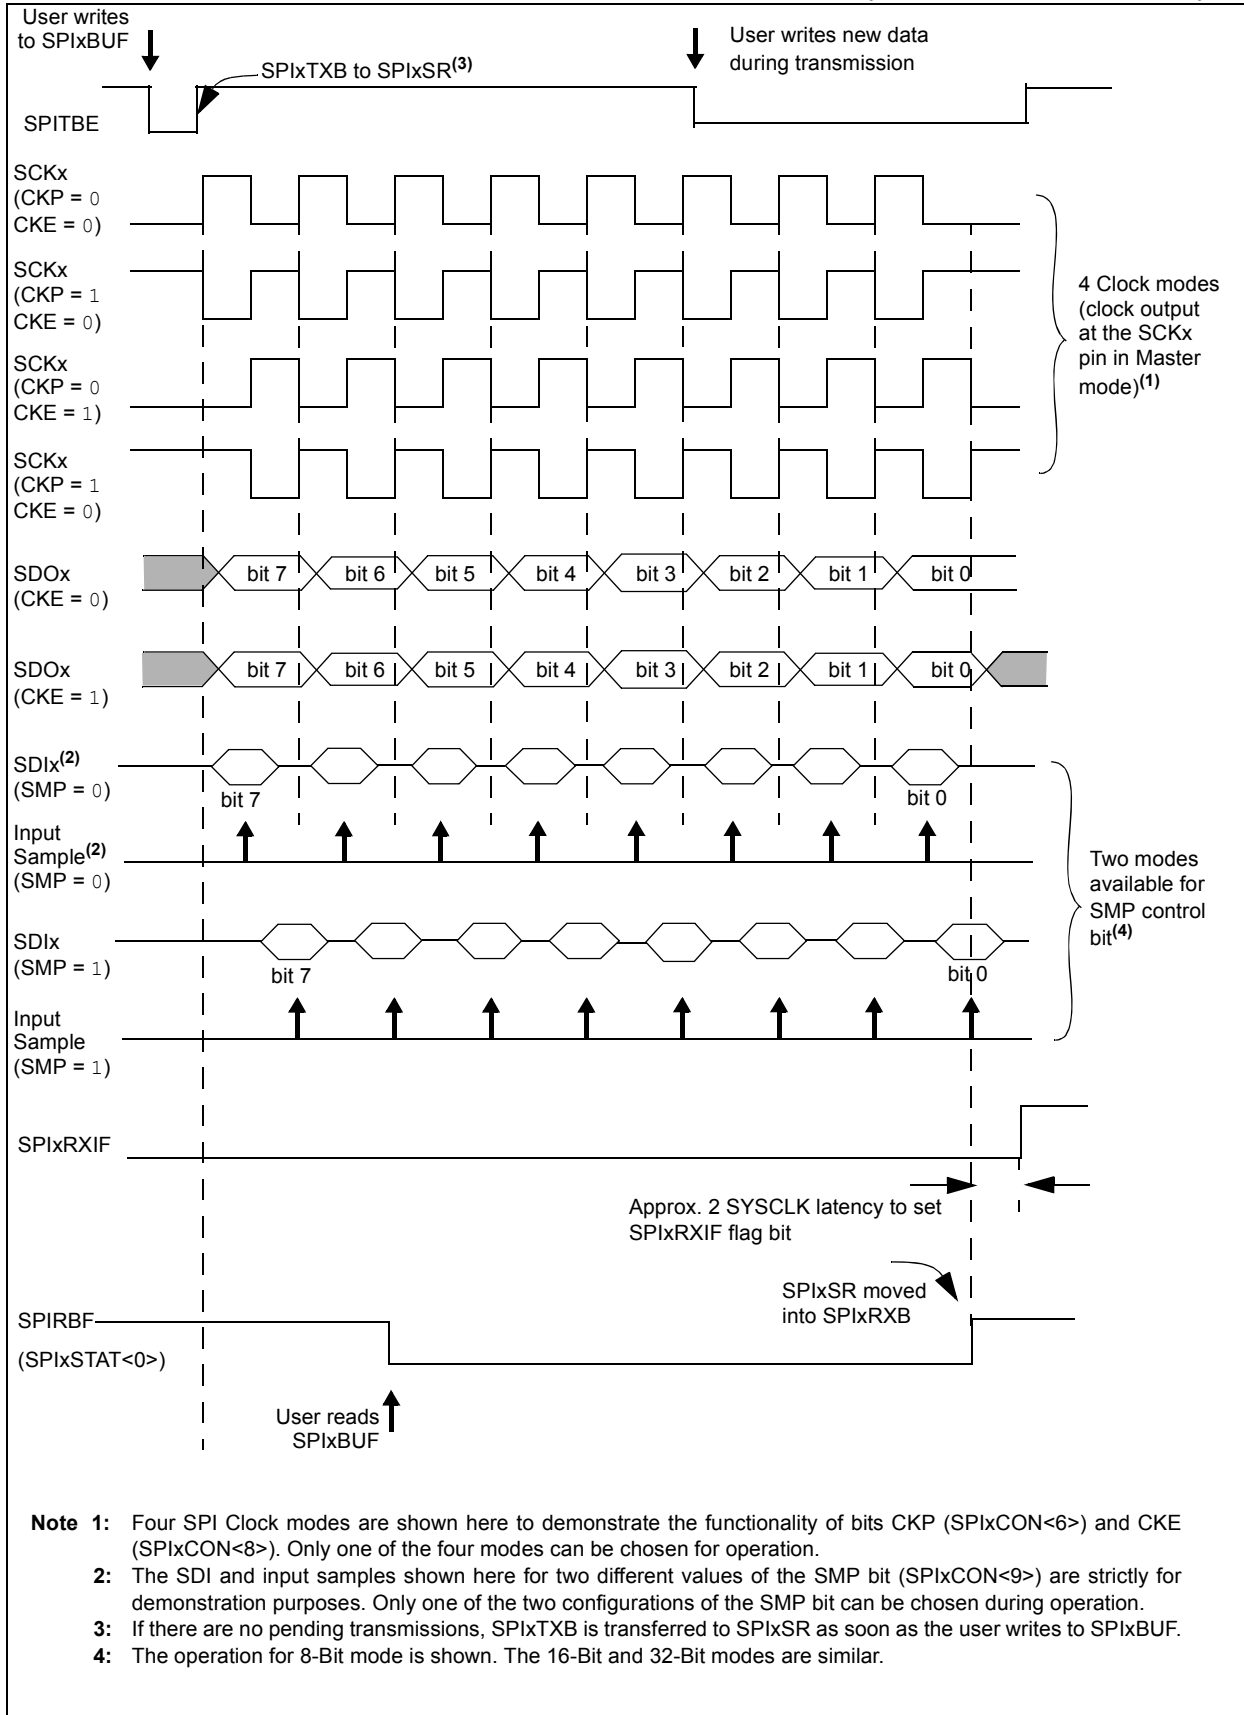 User writes
to SPIxBUF
User writes new data
during transmission
SPIxTXB to SPIxSR(3)
SPITBE
SCKx
(CKP = 0
CKE = 0)
SCKx
(CKP = 1
CKE = 0)
SCKx
(CKP = 0
CKE = 1)
SCKx
(CKP = 1
CKE = 0)
4 Clock modes
(clock output
at the SCKx
pin in Master
mode)(1)
SDOx
(CKE = 0)
bit 7 bit 6 bit 5 bit 4 bit 3 bit 2 bit 1 bit 0
SDOx
(CKE = 1)
bit 7 bit 6 bit 5 bit 4 bit 3 bit 2 bit 1 bit 0
SDIx(2)
(SMP = 0)
bit 7 bit 0
Input
Sample(2)
(SMP = 0)
SDIx
(SMP = 1)
bit 7 bit 0
Input
Sample
(SMP = 1)
Two modes
available for
SMP control
bit(4)
SPIxRXIF
Approx. 2 SYSCLK latency to set
SPIxRXIF flag bit
SPIxSR moved
into SPIxRXB
SPIRBF
(SPIxSTAT<0>)
User reads
SPIxBUF
Note 1: Four SPI Clock modes are shown here to demonstrate the functionality of bits CKP (SPIxCON<6>) and CKE
(SPIxCON<8>). Only one of the four modes can be chosen for operation.
2: The SDI and input samples shown here for two different values of the SMP bit (SPIxCON<9>) are strictly for
demonstration purposes. Only one of the two configurations of the SMP bit can be chosen during operation.
3: If there are no pending transmissions, SPIxTXB is transferred to SPIxSR as soon as the user writes to SPIxBUF.
4: The operation for 8-Bit mode is shown. The 16-Bit and 32-Bit modes are similar.